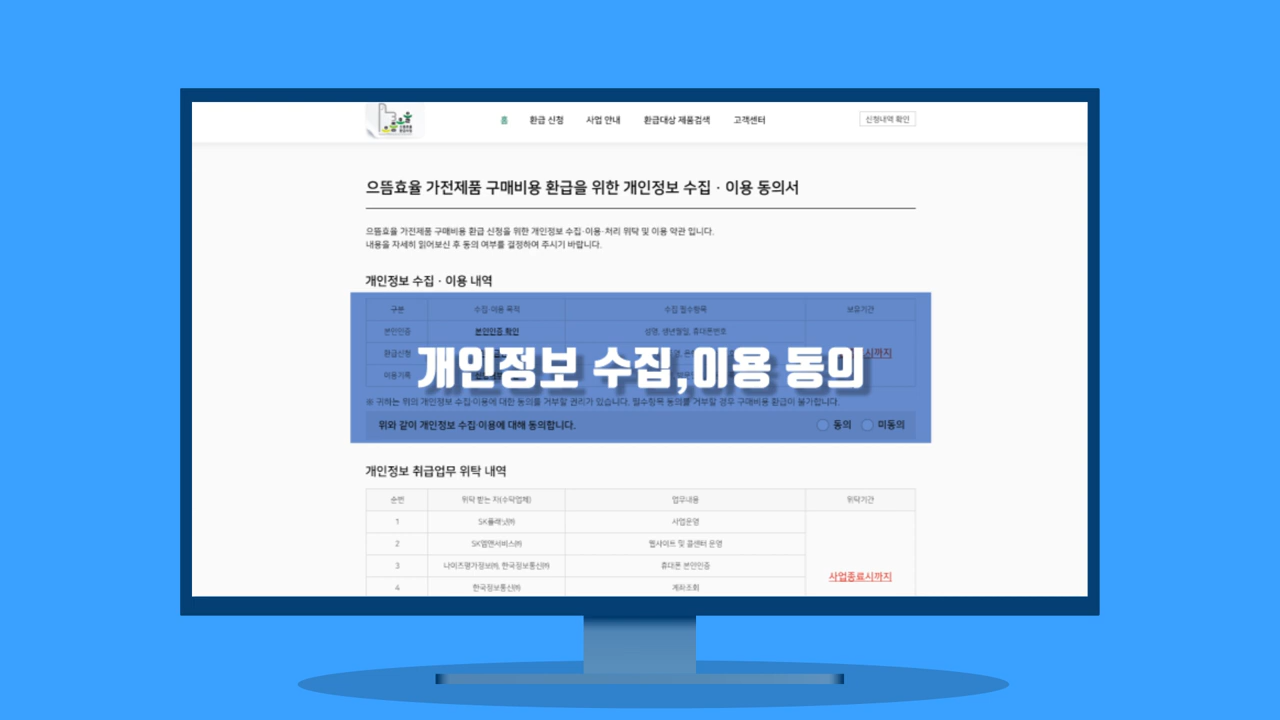 홈 환급 신청 사업 안내 환급대상 제품검색 고객센터 신청내역 확인
으뜸효율 가전제품 구매비용 환급을 위한 개인정보 수집 · 이용 동의서
으뜸효율 가전제품 구매비용 환급 신청을 위한 개인정보 수집·이용·처리 위탁 및 이용 약관 입니다.
내용을 자세히 읽어보신 후 동의 여부를 결정하여 주시기 바랍니다.
개인정보 수집 · 이용 내역
구분 수집·이용 목적 수집 필수항목 보유기간
본인인증 본인인증 확인 성명, 생년월일, 휴대폰번호
환급신청 시까지
이용기록
개인정보 수집,이용 동의
※ 귀하는 위의 개인정보 수집·이용에 대한 동의를 거부할 권리가 있습니다. 필수항목 동의를 거부할 경우 구매비용 환급이 불가합니다.
위와 같이 개인정보 수집·이용에 대해 동의합니다. 동의 미동의
개인정보 취급업무 위탁 내역
순번 위탁 받는 자(수탁업체) 업무내용 위탁기간
1 SK플래닛㈜ 사업운영
2 SK엠앤서비스㈜ 웹사이트 및 콜센터 운영
3 나이스평가정보㈜, 한국정보통신㈜ 휴대폰 본인인증
사업종료시까지
4 한국정보통신㈜ 계좌조회